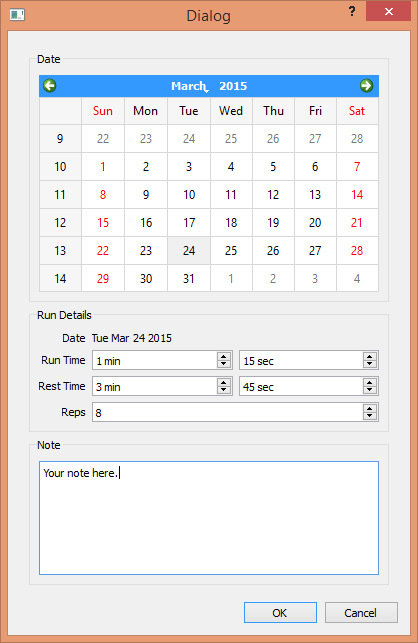 Dialog
?
Date
March, 2015
Sun Mon Tue Wed Thu Fri Sat
9 22 23 24 25 26 27 28
10 1 2 3 4 5 6 7
11 8 9 10 11 12 13 14
12 15 16 17 18 19 20 21
13 22 23 24 25 26 27 28
14 29 30 31 1 2 3 4
Run Details
Date Tue Mar 24 2015
Run Time 1 min 15 sec
Rest Time 3 min 45 sec
Reps 8
Note
Your note here.
OK Cancel